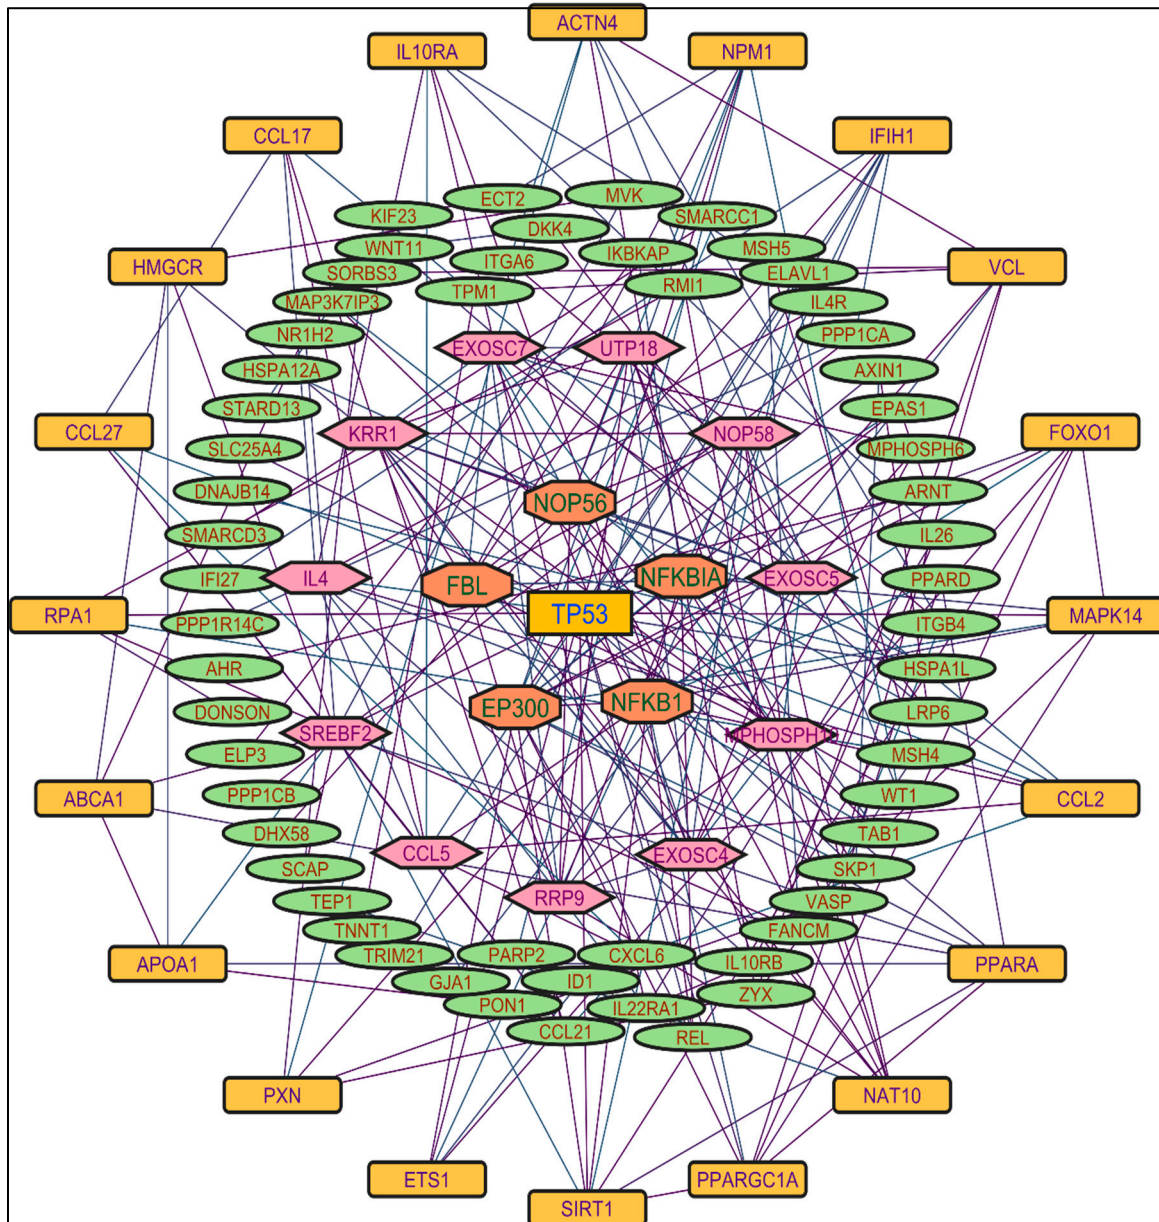 ACTN4
IL10RA
NPM1
CCL17
IFIH1
ECT2
MVK
KIF23
SMARCC1
DKK4
WNT11
MSH5
IKBKAP
ITGA6
HMGCR
SORBS3
ELAVL1
VCL
RMI1
TPM1
MAP3K7IP3
IL4R
NR1H2
PPP1CA
EXOSC7
UTP18
HSPA12A
AXIN1
STARD13
EPAS1
CCL27
KRR1
NOP58
FOXO1
SLC25A4
MPHOSPH6
DNAJB14
ARNT
NOP56
SMARCD3
IL26
IFI27
IL4
FBL
NFKBIA
EXOSC5
PPARD
TP53
RPA1
MAPK14
PPP1R14C
ITGB4
AHR
HSPA1L
EP300
NFKB1
DONSON
LRP6
SREBF2
MPHOSPH1
ELP3
MSH4
PPP1CB
WT1
ABCA1
CCL2
DHX58
TAB1
CCL5
EXOSC4
SCAP
SKP1
RRP9
TEP1
VASP
TNNT1
FANCM
TRIM21
PARP2
CXCL6
IL10RB
APOA1
PPARA
GJA1
ID1
ZYX
PON1
IL22RA1
CCL21
REL
PXN
NAT10
ETS1
PPARGC1A
SIRT1